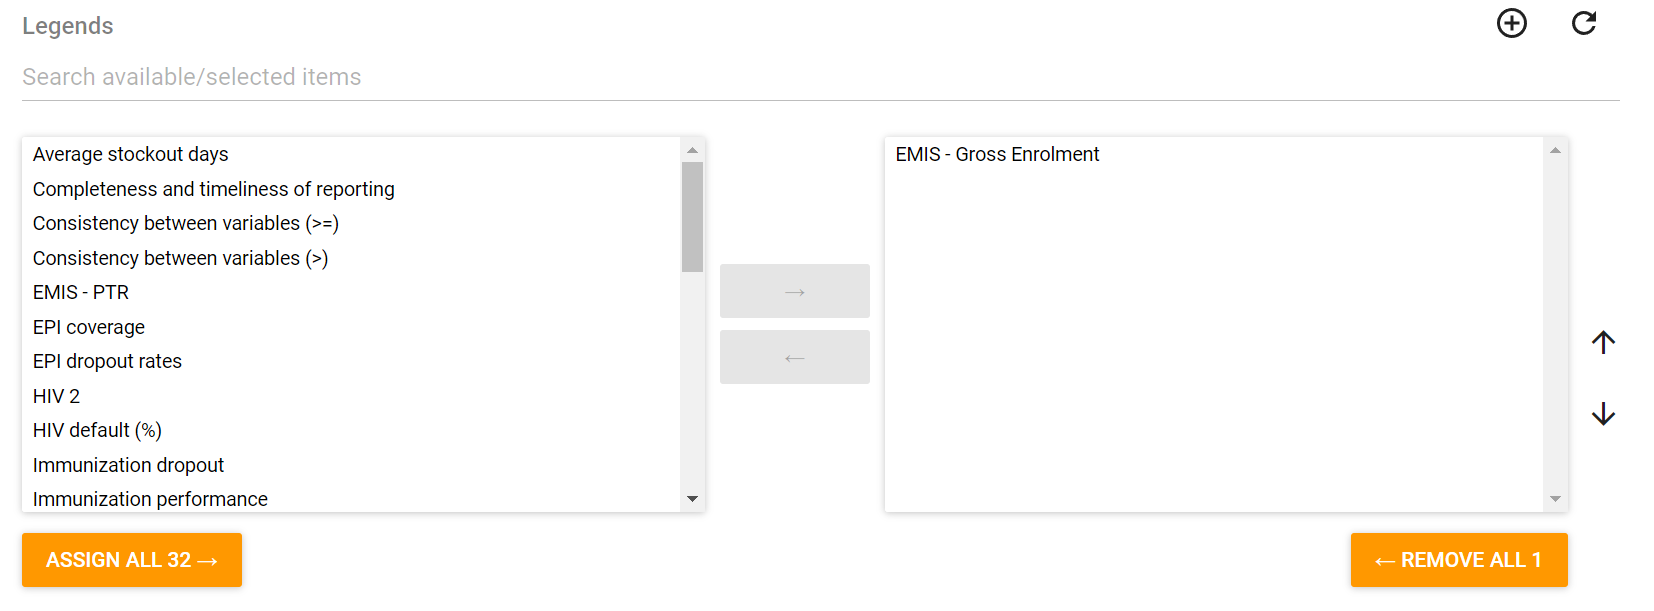 Legends
Search available/selected items
Average stockout days
Completeness and timeliness of reporting
Consistency between variables (>=)
Consistency between variables (>)
EMIS - PTR
EPI coverage
EPI dropout rates
HIV 2
HIV default (%)
Immunization dropout
Immunization performance
→
←
EMIS - Gross Enrolment
ASSIGN ALL 32 →
← REMOVE ALL 1